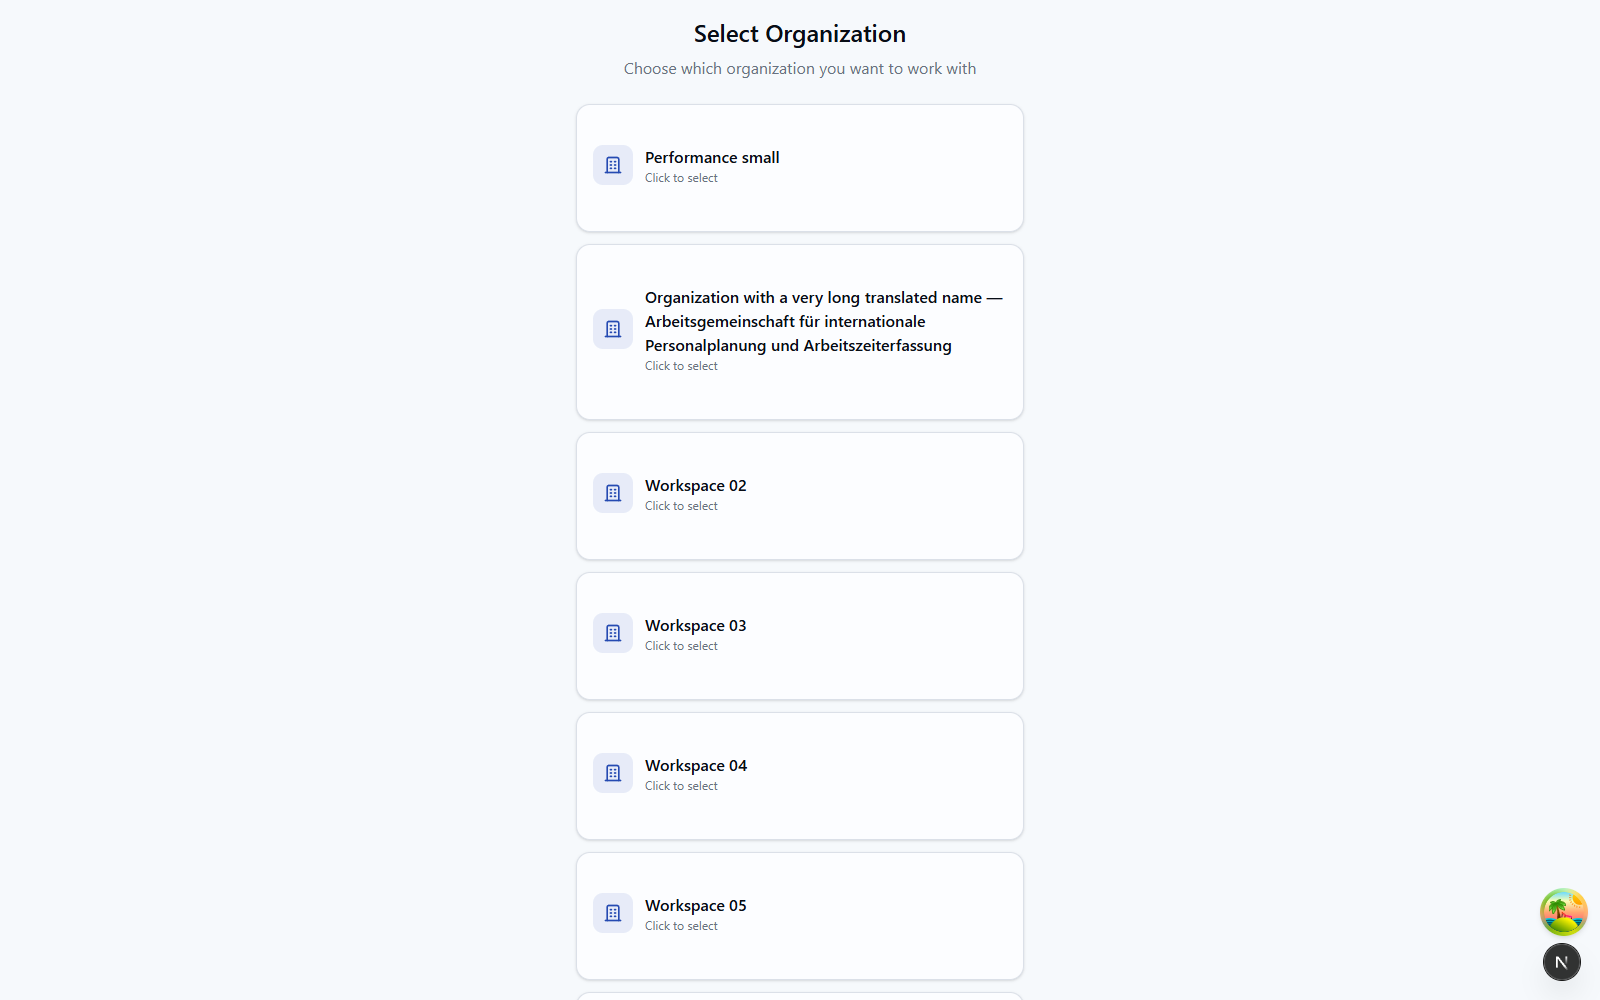 Select Organization
Choose which organization you want to work with
Performance small
Click to select
Organization with a very long translated name —
Arbeitsgemeinschaft für internationale
Personalplanung und Arbeitszeiterfassung
Click to select
Workspace 02
Click to select
Workspace 03
Click to select
Workspace 04
Click to select
Workspace 05
Click to select
N